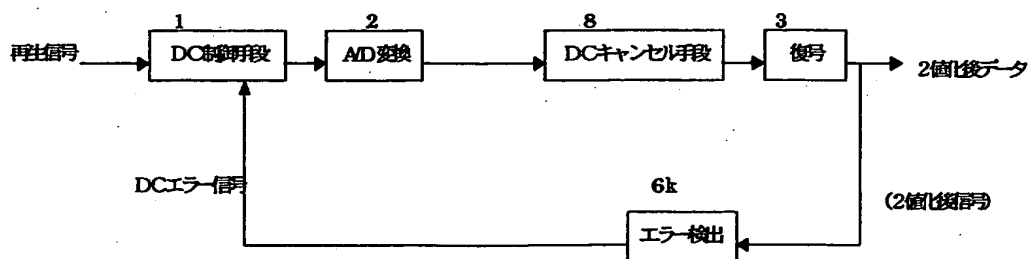 1
2
8
3
再生信号
DC制御手段
A/D変換
DCキャンセル手段
復号
2値化後データ
DCエラー信号
6k
(2値化後信号)
エラー検出